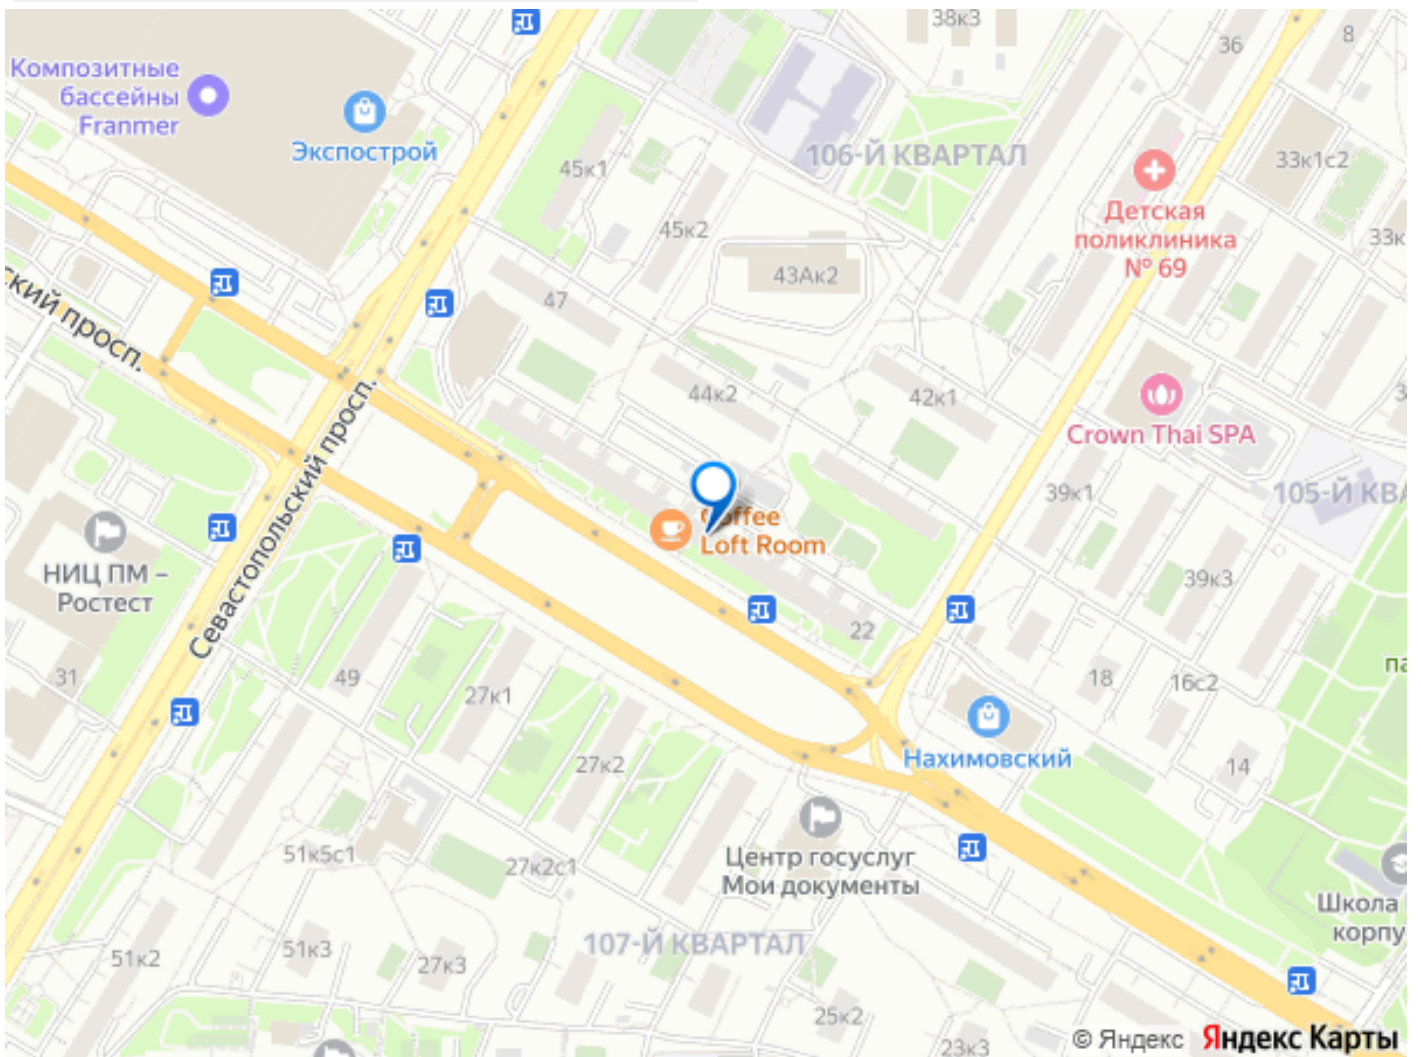 38к3
36
8
Композитные
бассейны
Franmer
Экспострой
45к1
106-Й КВАРТАЛ
33к1с2
Детская
поликлиника
№ 69
45к2
33к
43Ак2
47
ский просп.
44к2
42к1
Crown Thai SPA
Севастопольский просп.
39к1
105-Й КВА
Coffee
Loft Room
НИЦ ПМ –
Ростест
39к3
22
31
49
27к1
18
16с2
па
Нахимовский
27к2
14
51к5с1
27к2с1
Центр госуслуг
Мои документы
Школа
корпу
107-Й КВАРТАЛ
51к2
51к3
27к3
25к2
23к3
© Яндекс Яндекс Карты